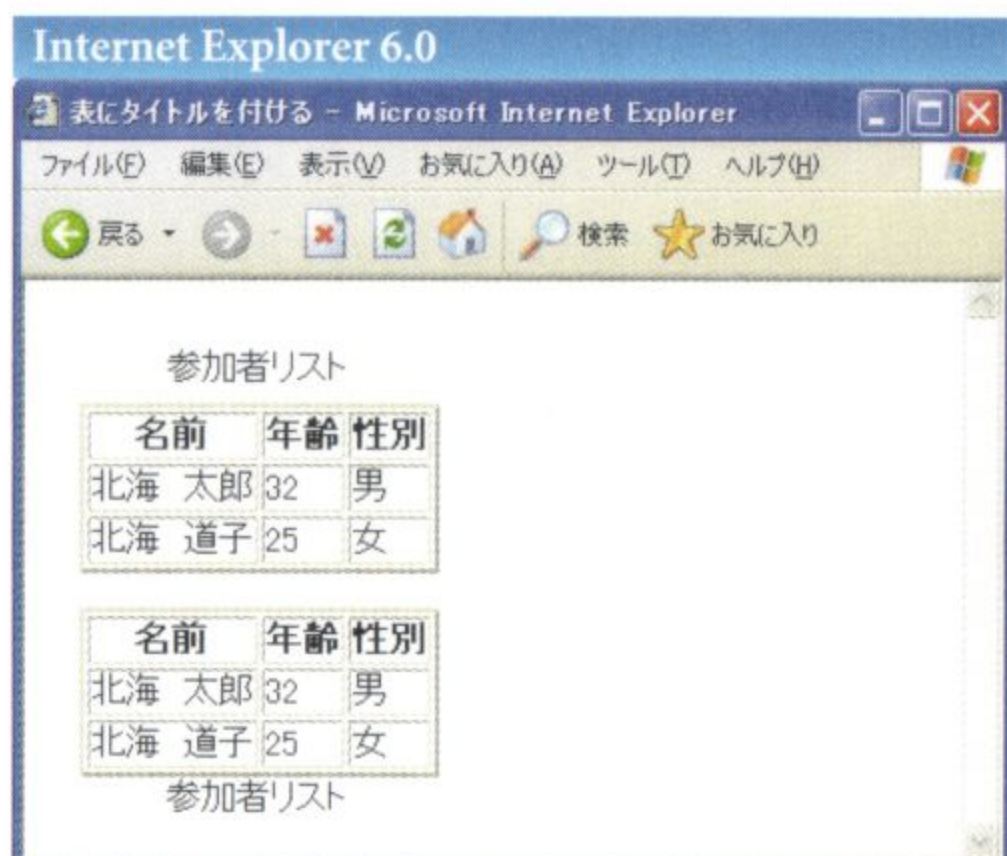 Internet Explorer 6.0
表にタイトルを付ける - Microsoft Internet Explorer
ファイル(F) 編集(E) 表示(V) お気に入り(A) ツール(T) ヘルプ(H)
戻る 検索 お気に入り
参加者リスト
名前 年齢 性別
北海 太郎 32 男
北海 道子 25 女
名前 年齢 性別
北海 太郎 32 男
北海 道子 25 女
参加者リスト